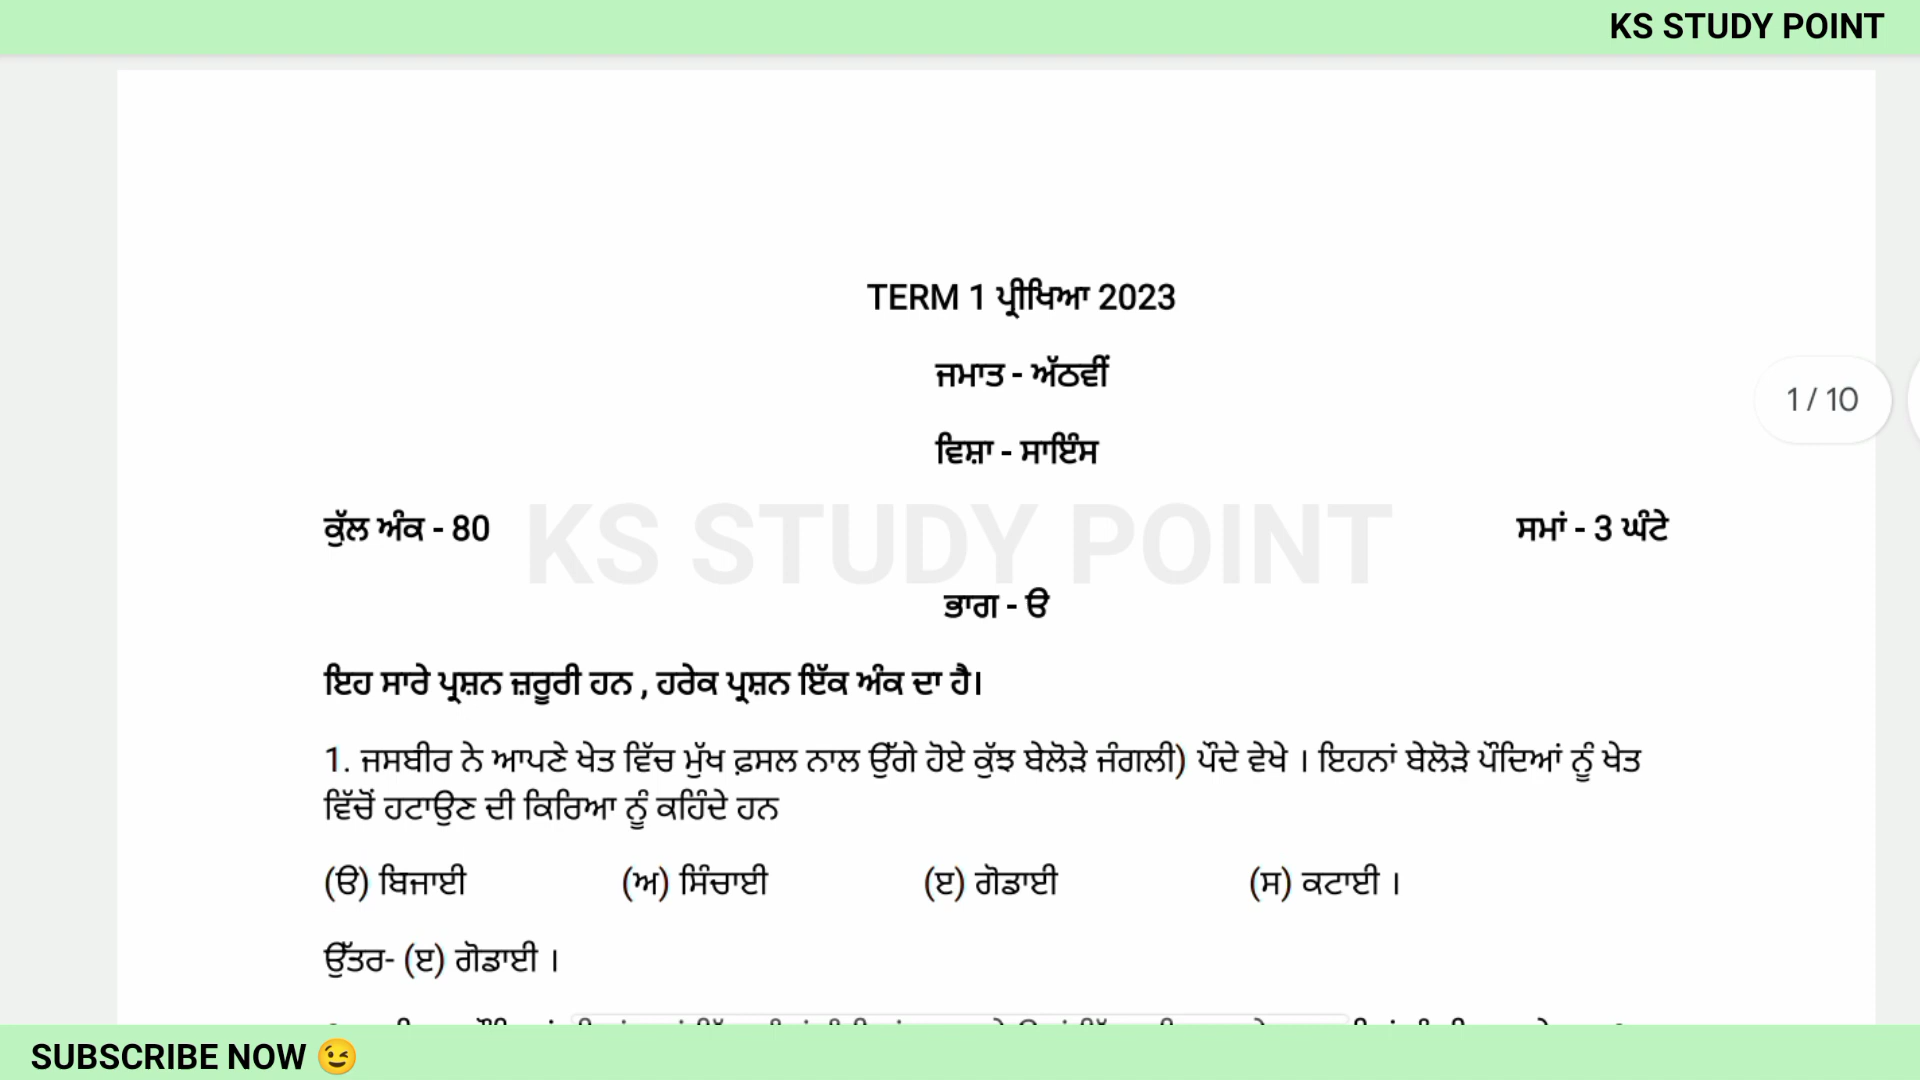 KS STUDY POINT
TERM 1 ਪ੍ਰੀਖਿਆ 2023
ਜਮਾਤ - ਅੱਠਵੀਂ
1 / 10
ਵਿਸ਼ਾ - ਸਾਇੰਸ
ਕੁੱਲ ਅੰਕ - 80
ਸਮਾਂ - 3 ਘੰਟੇ
KS STUDY POINT
ਭਾਗ - ੳ
ਇਹ ਸਾਰੇ ਪ੍ਰਸ਼ਨ ਜ਼ਰੂਰੀ ਹਨ , ਹਰੇਕ ਪ੍ਰਸ਼ਨ ਇੱਕ ਅੰਕ ਦਾ ਹੈ।
1. ਜਸਬੀਰ ਨੇ ਆਪਣੇ ਖੇਤ ਵਿੱਚ ਮੁੱਖ ਫ਼ਸਲ ਨਾਲ ਉੱਗੇ ਹੋਏ ਕੁੱਝ ਬੇਲੋੜੇ ਜੰਗਲੀ) ਪੌਦੇ ਵੇਖੇ । ਇਹਨਾਂ ਬੇਲੋੜੇ ਪੌਦਿਆਂ ਨੂੰ ਖੇਤ
ਵਿੱਚੋਂ ਹਟਾਉਣ ਦੀ ਕਿਰਿਆ ਨੂੰ ਕਹਿੰਦੇ ਹਨ
(ੳ) ਬਿਜਾਈ (ਅ) ਸਿੰਚਾਈ (ੲ) ਗੋਡਾਈ (ਸ) ਕਟਾਈ ।
ਉੱਤਰ- (ੲ) ਗੋਡਾਈ ।
SUBSCRIBE NOW 😉